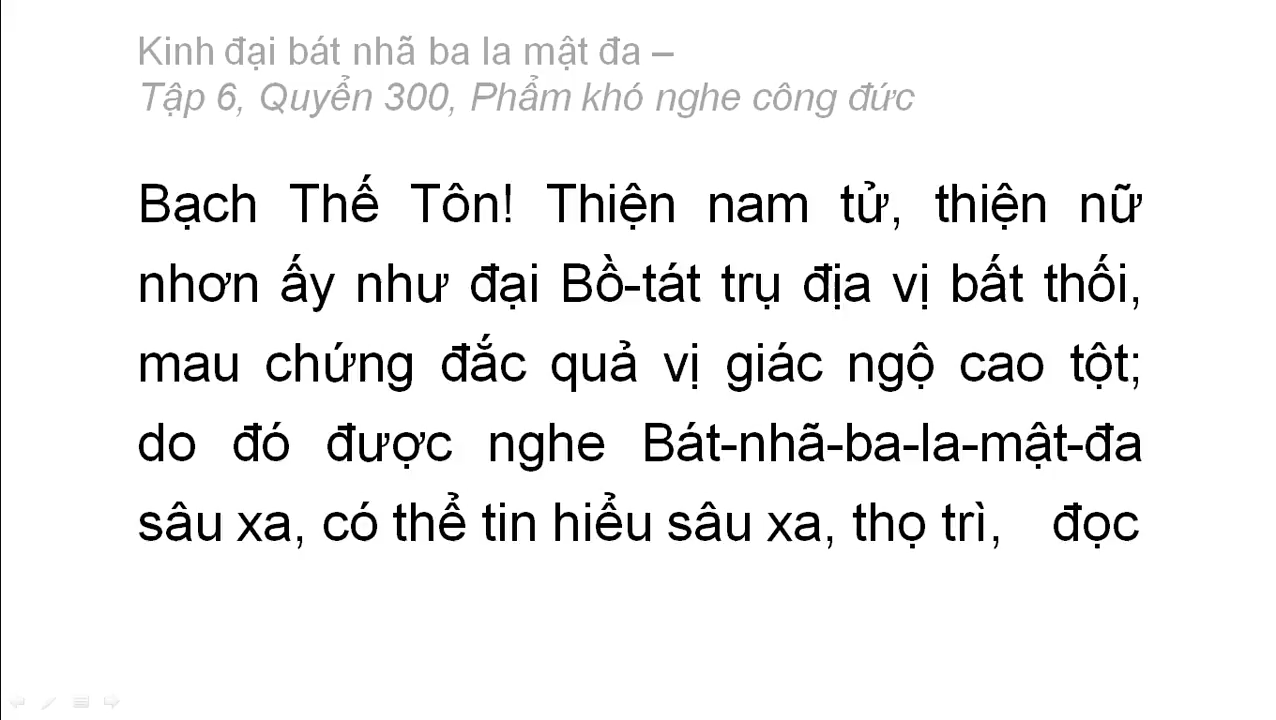 Kinh đại bát nhã ba la mật đa –
Tập 6, Quyển 300, Phẩm khó nghe công đức
Bạch Thế Tôn! Thiện nam tử, thiện nữ
nhơn ấy như đại Bồ-tát trụ địa vị bất thối,
mau chứng đắc quả vị giác ngộ cao tột;
do đó được nghe Bát-nhã-ba-la-mật-đa
sâu xa, có thể tin hiểu sâu xa, thọ trì, đọc